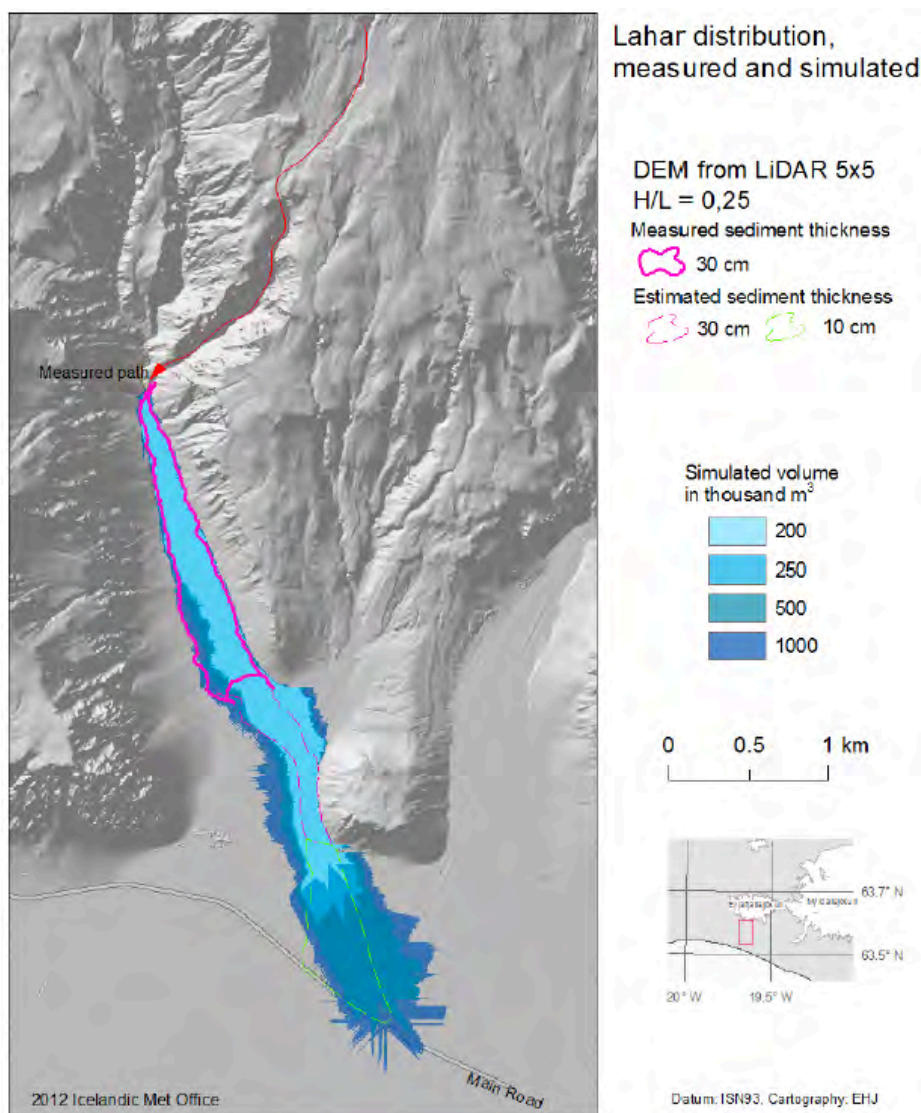 Lahar distribution,
measured and simulated
DEM from LiDAR 5x5
H/L = 0,25
Measured sediment thickness
30 cm
Estimated sediment thickness
30 cm 10 cm
Measured path
Simulated volume
in thousand m³
200
250
500
1000
0 0.5 1 km
63.7° N
63.5° N
20° W 19.5° W
Main Road
2012 Icelandic Met Office
Datum: ISN93, Cartography: EHJ